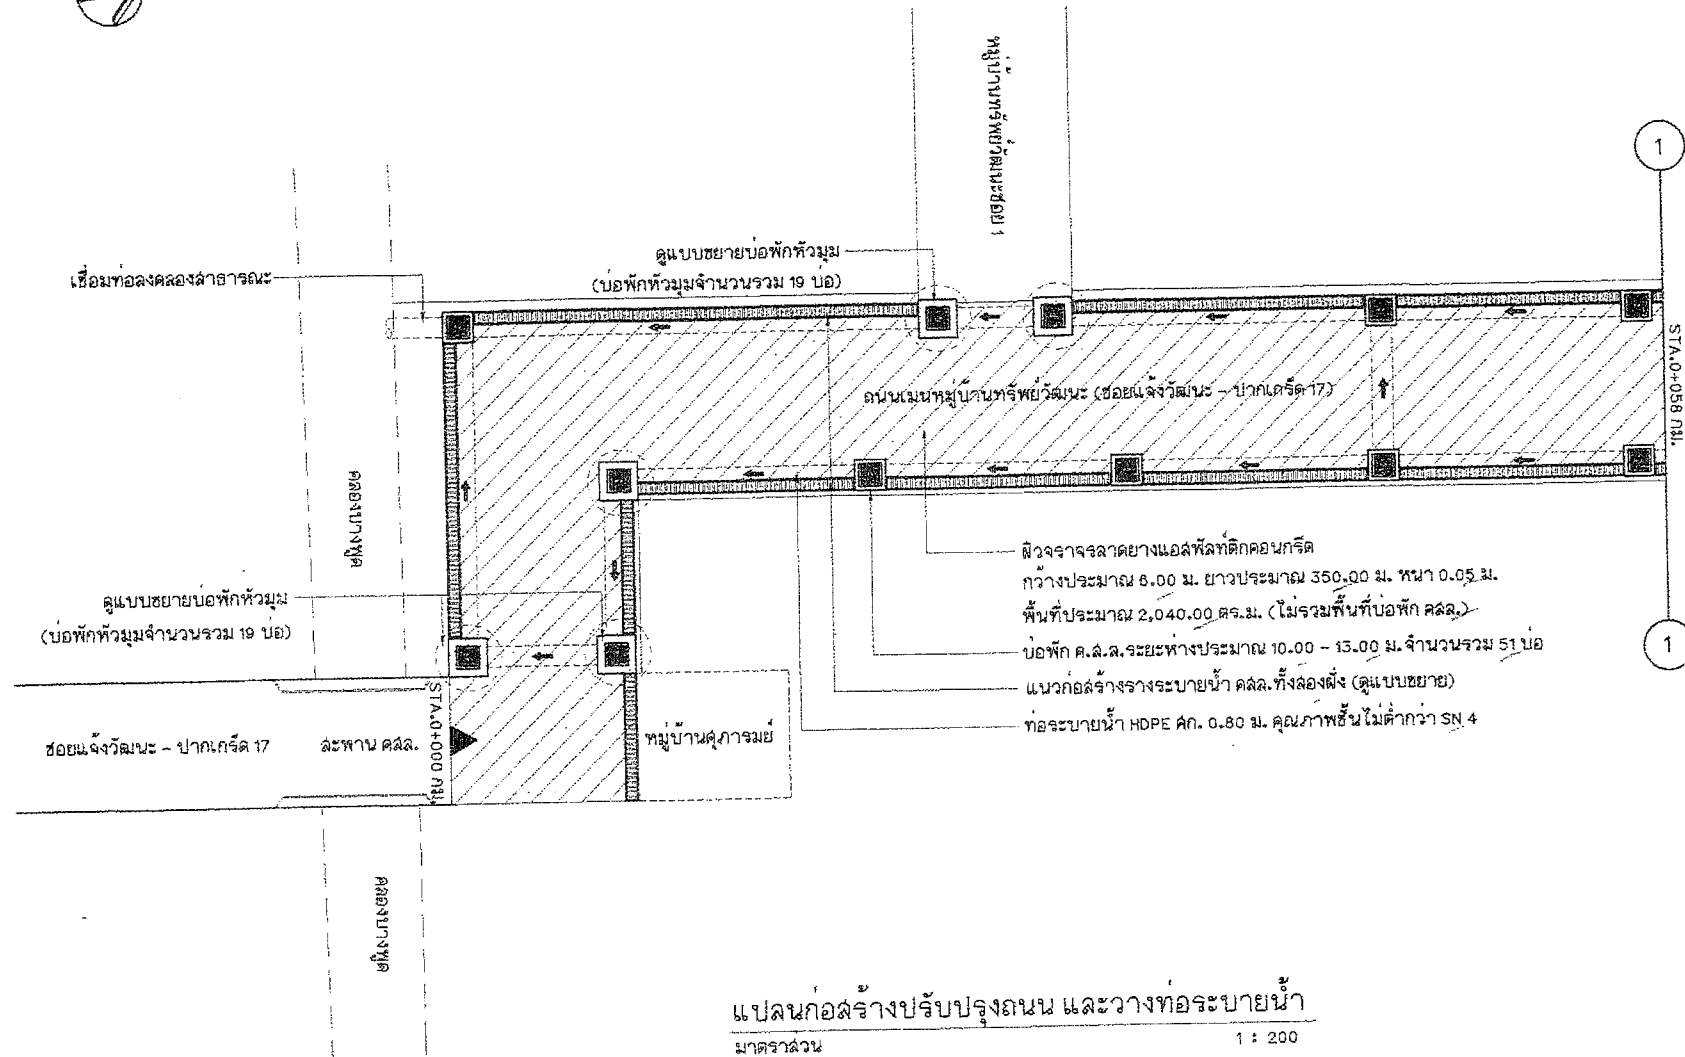 หมู่บ้านทรัพย์วัฒนะซอย 1
1
ดูแบบขยายบ่อพักหัวมุม
(บ่อพักหัวมุมจำนวนรวม 19 บ่อ)
เชื่อมท่อลงคลองสาธารณะ
STA.0+058 กม.
ถนนเมนหมู่บ้านทรัพย์วัฒนะ (ซอยแจ้งวัฒนะ - ปากเกร็ด 17)
คลองบางพูด
ผิวจราจรลาดยางแอสฟัลท์ติกคอนกรีต
กว้างประมาณ 6.00 ม. ยาวประมาณ 350.00 ม. หนา 0.05 ม.
พื้นที่ประมาณ 2,040.00 ตร.ม. (ไม่รวมพื้นที่บ่อพัก คสล.)
บ่อพัก ค.ส.ล.ระยะห่างประมาณ 10.00 - 13.00 ม.จำนวนรวม 51 บ่อ
แนวก่อสร้างรางระบายน้ำ คสล.ทั้งสองฝั่ง (ดูแบบขยาย)
ท่อระบายน้ำ HDPE ศก. 0.80 ม. คุณภาพชั้นไม่ต่ำกว่า SN 4
1
ดูแบบขยายบ่อพักหัวมุม
(บ่อพักหัวมุมจำนวนรวม 19 บ่อ)
STA.0+000 กม.
ซอยแจ้งวัฒนะ - ปากเกร็ด 17
สะพาน คสล.
หมู่บ้านศุภารมย์
คลองบางพูด
แปลนก่อสร้างปรับปรุงถนน และวางท่อระบายน้ำ
มาตราส่วน 1 : 200